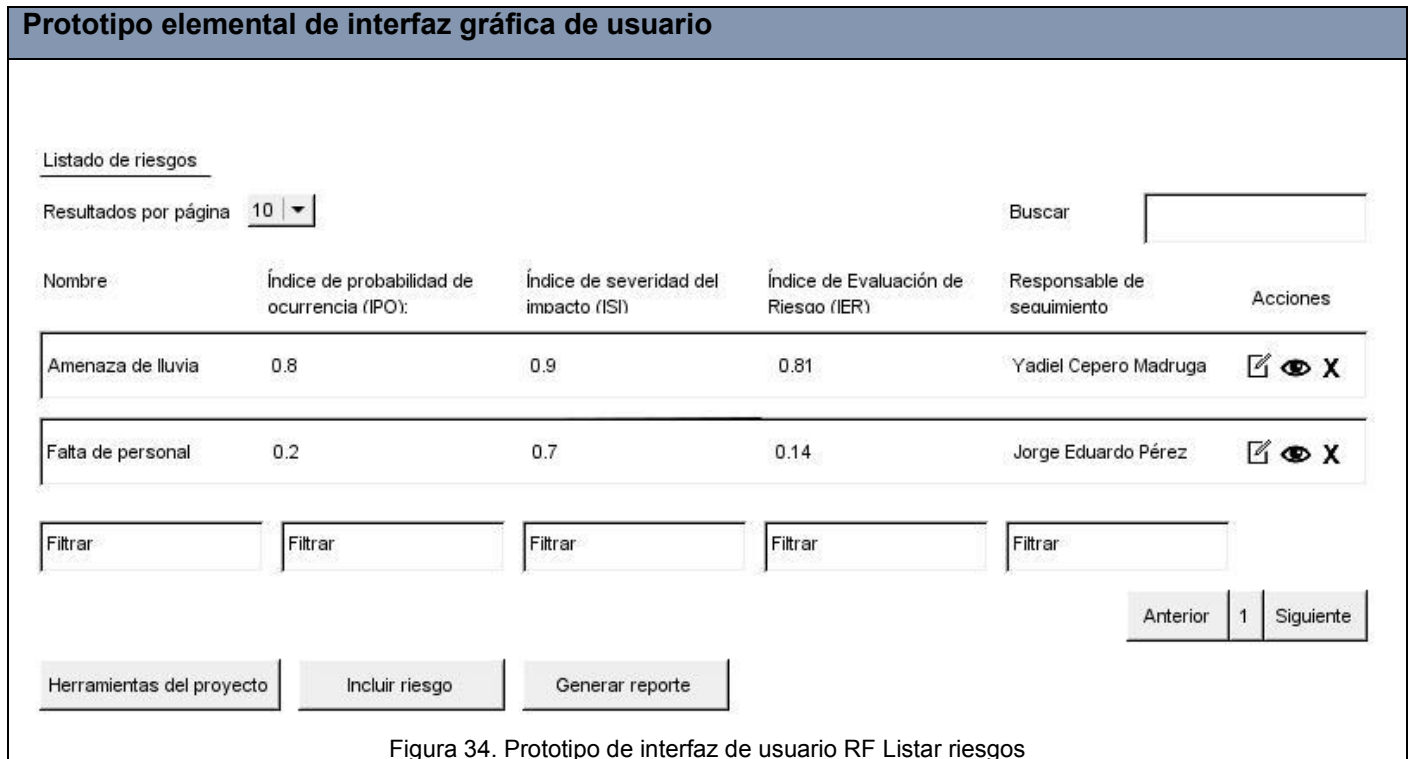 Prototipo elemental de interfaz gráfica de usuario
Listado de riesgos
Resultados por página 10 Buscar
Nombre Índice de probabilidad de ocurrencia (IPO): Índice de severidad del impacto (ISI) Índice de Evaluación de Riesgo (IER) Responsable de seguimiento Acciones
Amenaza de lluvia 0.8 0.9 0.81 Yadiel Cepero Madruga X
Falta de personal 0.2 0.7 0.14 Jorge Eduardo Pérez X
Filtrar Filtrar Filtrar Filtrar Filtrar
Anterior 1 Siguiente
Herramientas del proyecto Incluir riesgo Generar reporte
Figura 34. Prototipo de interfaz de usuario RF Listar riesgos